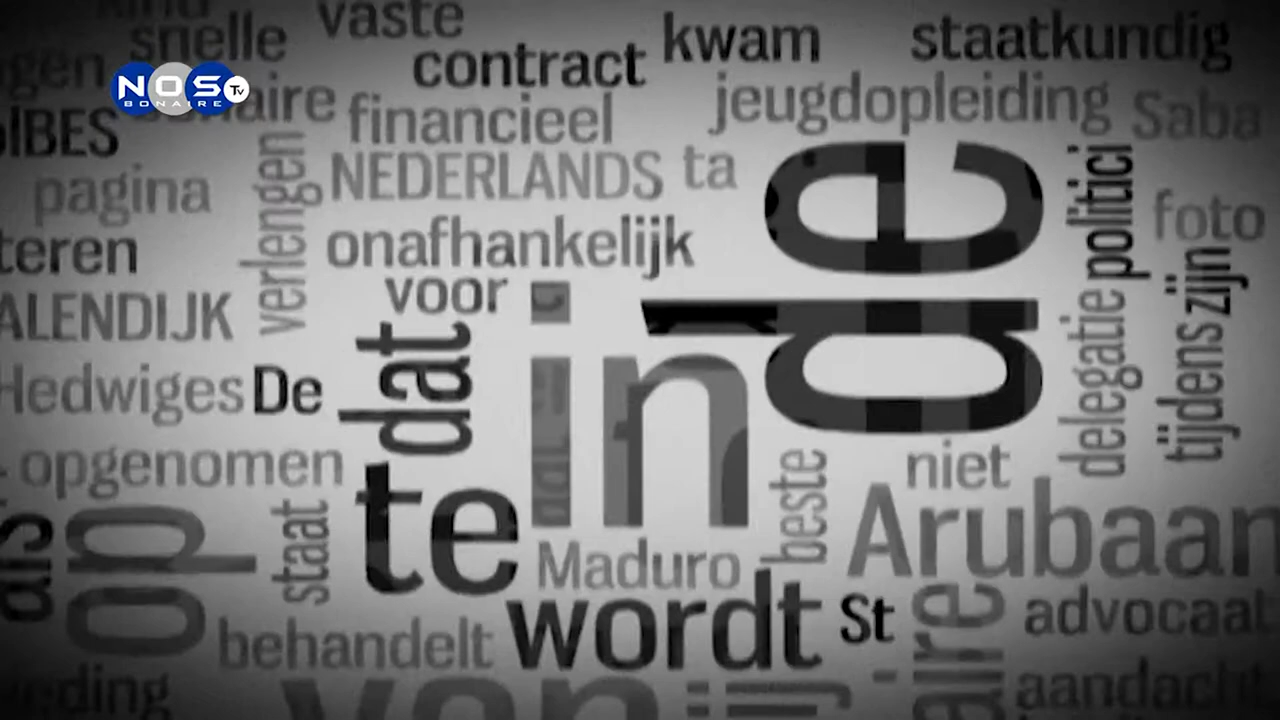 vaste
snelle
contract
kwam
staatkundig
NOS TV
BONAIRE
financieel
jeugdopleiding
Saba
pagina
verlengen
NEDERLANDS
ta
de
politici
foto
onafhankelijk
voor
dat
in
delegatie
zijn
tijdens
De
Hedwiges
opgenomen
op
staat
te
Maduro
beste
niet
Arubaan
wordt
St
advocaat
behandelt
aandacht